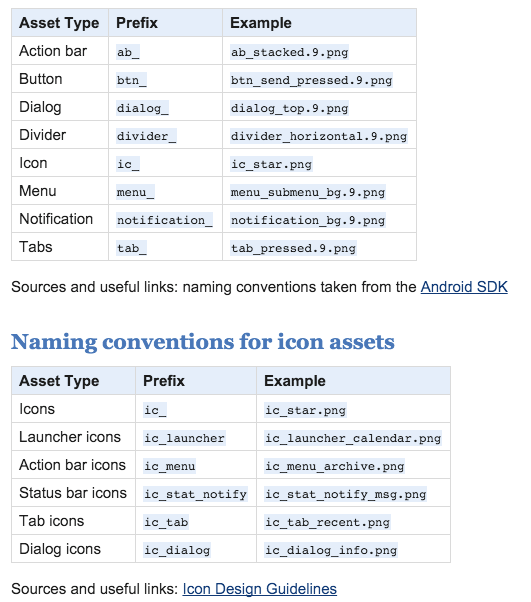 Asset Type Prefix Example
Action bar ab_ ab_stacked.9.png
Button btn_ btn_send_pressed.9.png
Dialog dialog_ dialog_top.9.png
Divider divider_ divider_horizontal.9.png
Icon ic_ ic_star.png
Menu menu_ menu_submenu_bg.9.png
Notification notification_ notification_bg.9.png
Tabs tab_ tab_pressed.9.png
Sources and useful links: naming conventions taken from the Android SDK
Naming conventions for icon assets
Asset Type Prefix Example
Icons ic_ ic_star.png
Launcher icons ic_launcher ic_launcher_calendar.png
Action bar icons ic_menu ic_menu_archive.png
Status bar icons ic_stat_notify ic_stat_notify_msg.png
Tab icons ic_tab ic_tab_recent.png
Dialog icons ic_dialog ic_dialog_info.png
Sources and useful links: Icon Design Guidelines